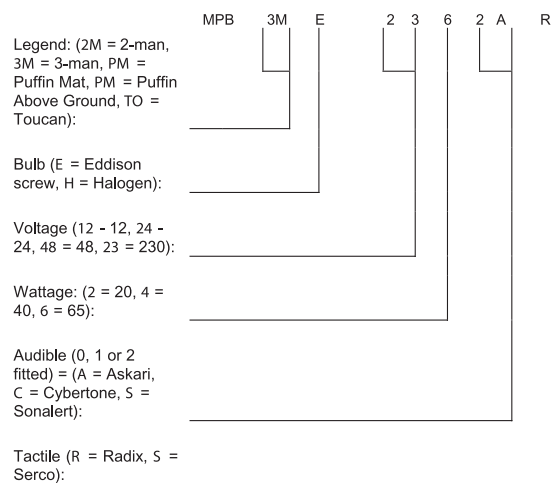 MPB 3M E 2 3 6 2 A R
Legend: (2M = 2-man,
3M = 3-man, PM =
Puffin Mat, PM = Puffin
Above Ground, TO =
Toucan):
Bulb (E = Eddison
screw, H = Halogen):
Voltage (12 - 12, 24 -
24, 48 = 48, 23 = 230):
Wattage: (2 = 20, 4 =
40, 6 = 65):
Audible (0, 1 or 2
fitted) = (A = Askari,
C = Cybertone, S =
Sonalert):
Tactile (R = Radix, S =
Serco):